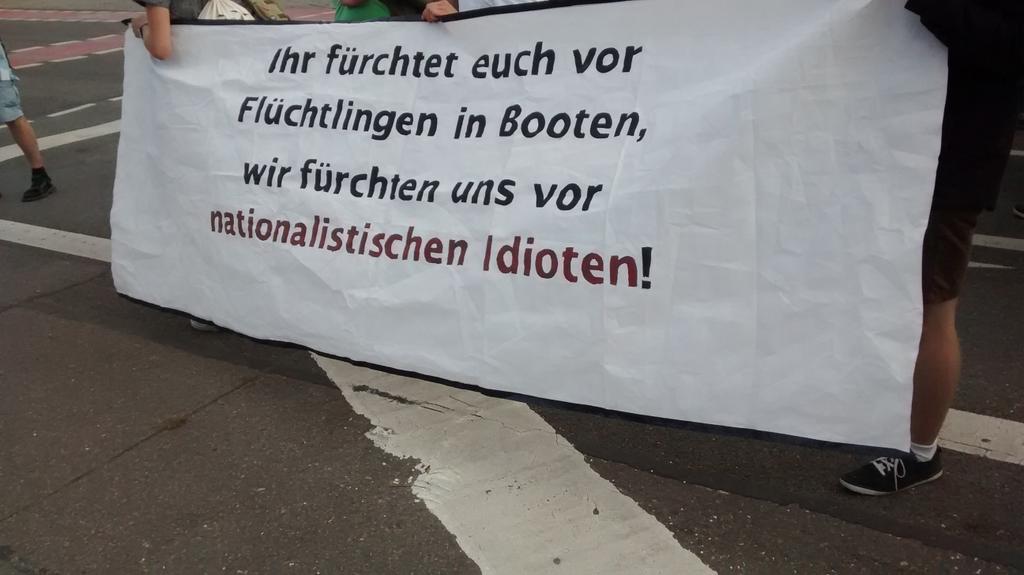 Ihr fürchtet euch vor
Flüchtlingen in Booten,
wir fürchten uns vor
nationalistischen Idioten!